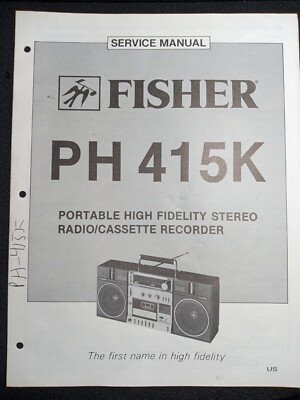 SERVICE MANUAL
FISHER
PH 415K
PORTABLE HIGH FIDELITY STEREO
RADIO/CASSETTE RECORDER
PH-415K
The first name in high fidelity
US